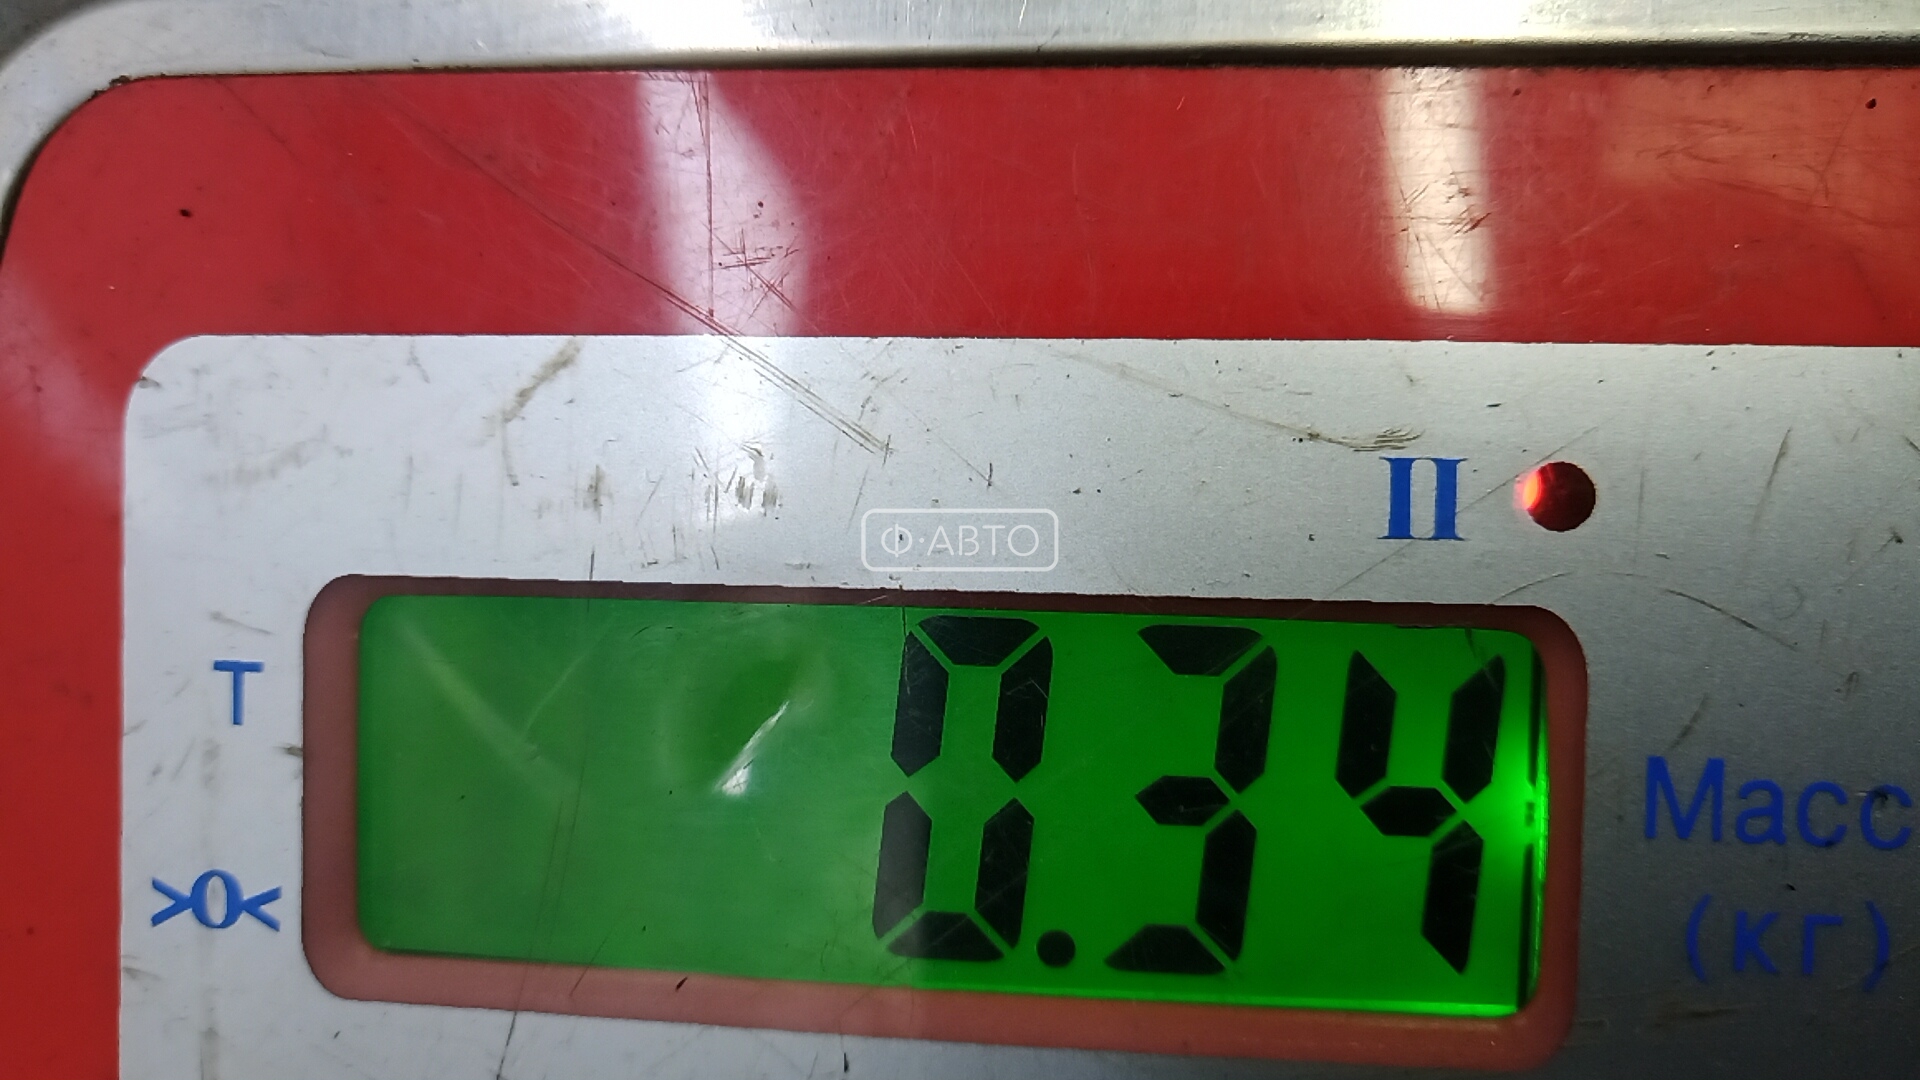 II
Ф·АВТО
T
0.34
Масс
>0<
(кг)